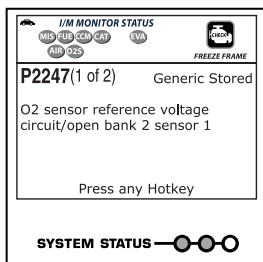 I/M MONITOR STATUS
MIS FUE CCM CAT EVA
AIR O2S
CHECK
FREEZE FRAME
P2247(1 of 2) Generic Stored
O2 sensor reference voltage
circuit/open bank 2 sensor 1
Press any Hotkey
SYSTEM STATUS